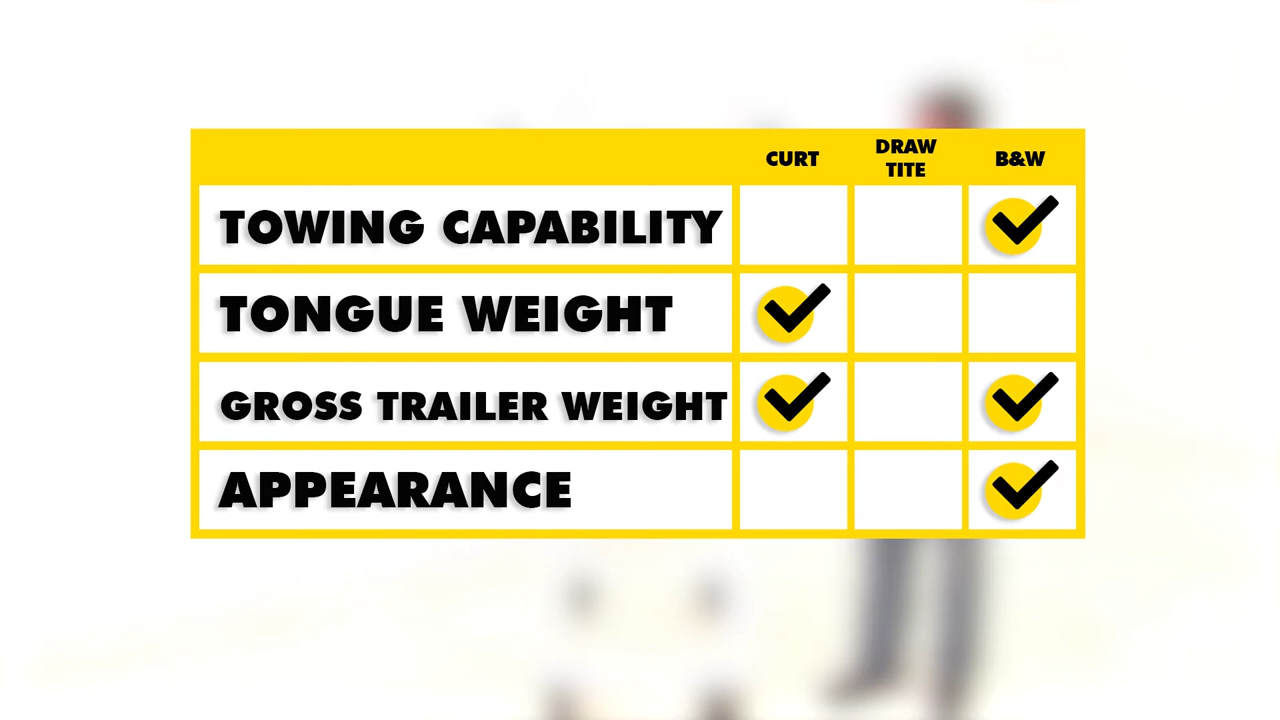 CURT
DRAW
TITE
B&W
TOWING CAPABILITY
TONGUE WEIGHT
GROSS TRAILER WEIGHT
APPEARANCE